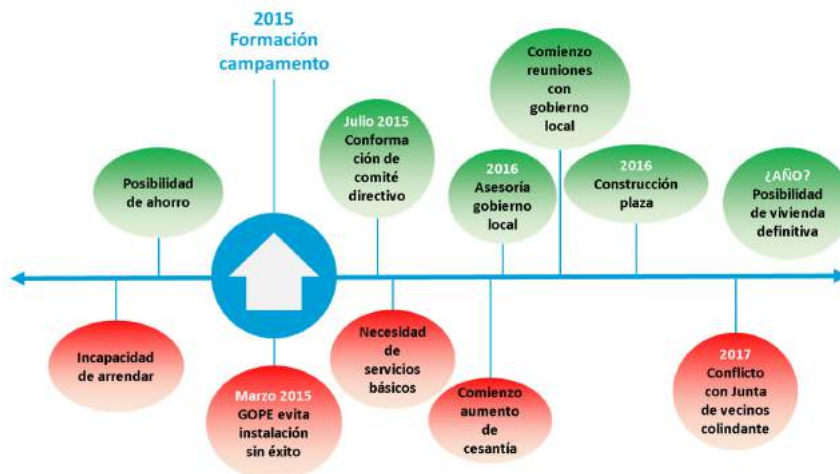 2015
Formación
campamento
Posibilidad
de ahorro
Julio 2015
Conforma
ción de
comité
directivo
2016
Asesoría
gobierno
local
Comienzo
reuniones
con
gobierno
local
2016
Construcción
plaza
¿AÑO?
Posibilidad
de vivienda
definitiva
Incapacidad
de arrendar
Marzo 2015
GOPE evita
instalación
sin éxito
Necesidad
de
servicios
básicos
Comienzo
aumento
de
cesantía
2017
Conflicto
con Junta
de vecinos
colindante